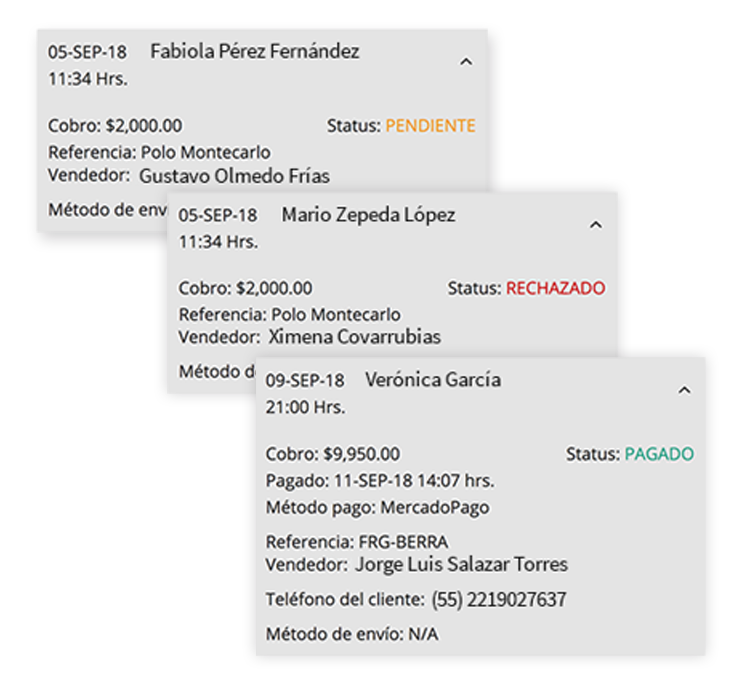 05-SEP-18 Fabiola Pérez Fernández
11:34 Hrs.
Cobro: $2,000.00 Status: PENDIENTE
Referencia: Polo Montecarlo
Vendedor: Gustavo Olmedo Frías
Método de
05-SEP-18 Mario Zepeda López
11:34 Hrs.
Cobro: $2,000.00 Status: RECHAZADO
Referencia: Polo Montecarlo
Vendedor: Ximena Covarrubias
Método
09-SEP-18 Verónica García
21:00 Hrs.
Cobro: $9,950.00 Status: PAGADO
Pagado: 11-SEP-18 14:07 hrs.
Método pago: MercadoPago
Referencia: FRG-BERRA
Vendedor: Jorge Luis Salazar Torres
Teléfono del cliente: (55) 2219027637
Método de envío: N/A